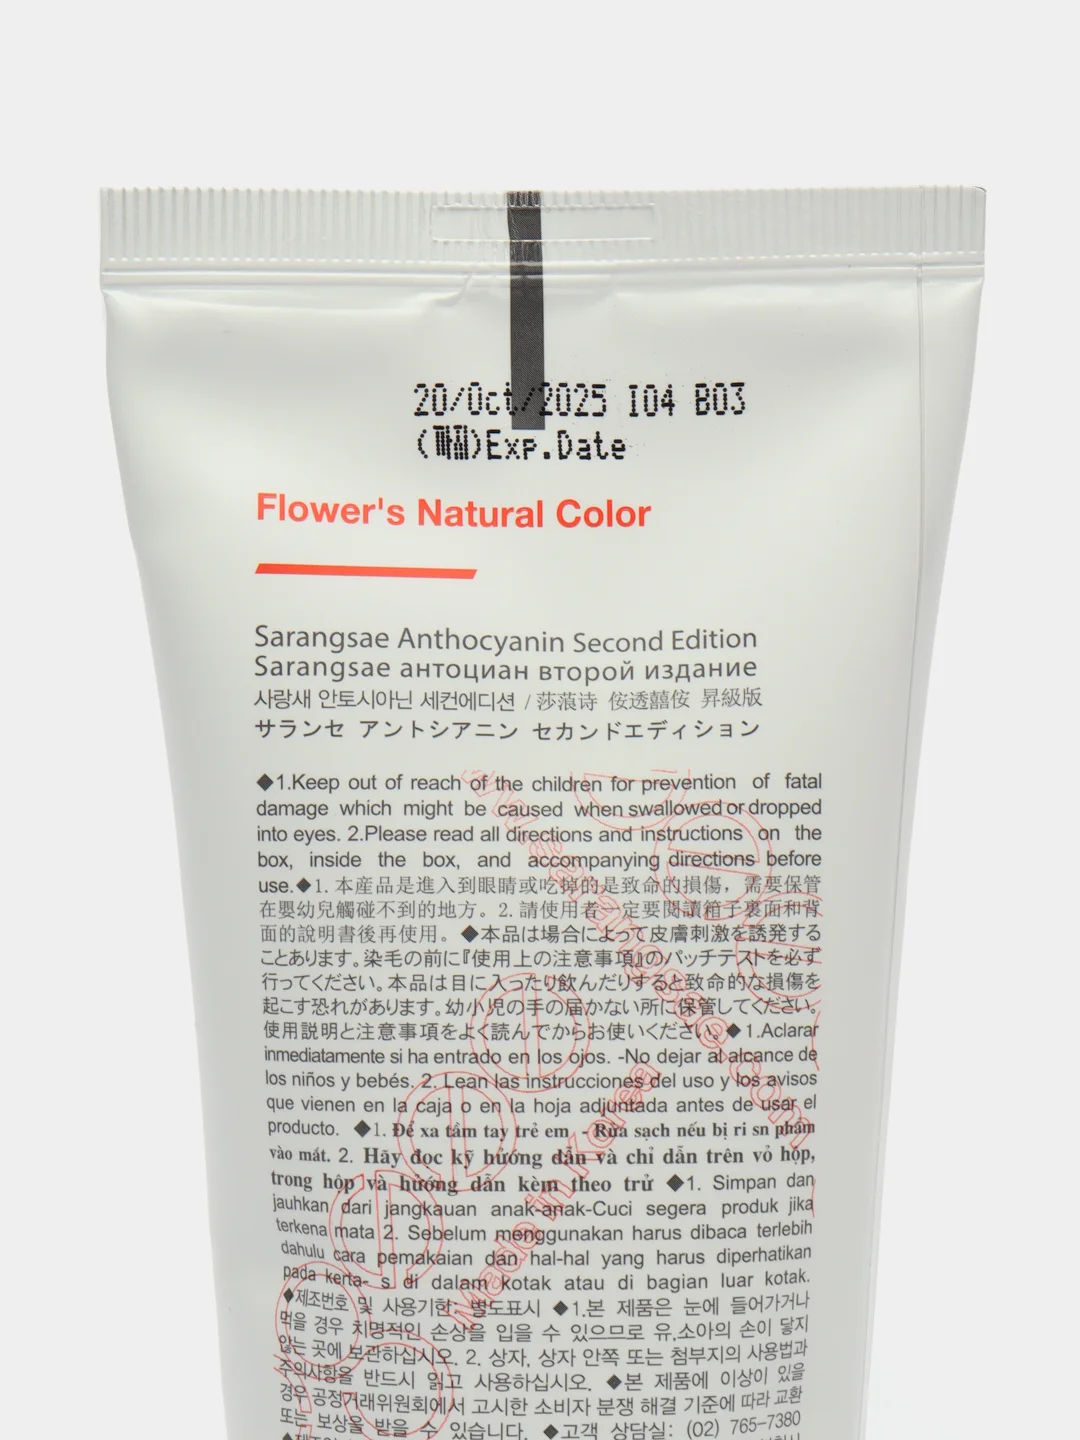 20/Oct/2025 I04 B03
Exp.Date
Flower's Natural Color
Sarangsae Anthocyanin Second Edition
Sarangsae антоциан второй издание
사랑새 안토시아닌 세컨에디션 / 莎蒗诗 侒透囍侒 昇級版
サランセ アントシアニン セカンドエディション
◆1.Keep out of reach of the children for prevention of fatal
damage which might be caused when swallowed or dropped
into eyes. 2.Please read all directions and instructions on the
box, inside the box, and accompanying directions before
use.◆1. 本産品是進入到眼睛或吃掉的是致命的損傷，需要保管
在嬰幼兒觸碰不到的地方。2. 請使用者一定要閱讀箱子裏面和背
面的說明書後再使用。◆本品は場合によって皮膚刺激を誘発する
ことあります。染毛の前に『使用上の注意事項』のパッチテストを必ず
行ってください。本品は目に入ったり飲んだりすると致命的な損傷を
起こす恐れがあります。幼小児の手の届かない所に保管してください。
使用説明と注意事項をよく読んでからお使いください。◆1.Aclarar
inmediatamente si ha entrado en los ojos. -No dejar al alcance de
los niños y bebés. 2. Lean las instrucciones del uso y los avisos
que vienen en la caja o en la hoja adjuntada antes de usar el
producto. ◆1. Để xa tầm tay trẻ em. - Rửa sạch nếu bị ri sn phẩm
vào mắt. 2. Hãy đọc kỹ hướng dẫn và chỉ dẫn trên vỏ hộp,
trong hộp và hướng dẫn kèm theo trử ◆1. Simpan dan
jauhkan dari jangkauan anak-anak-Cuci segera produk jika
terkena mata 2. Sebelum menggunakan harus dibaca terlebih
dahulu cara pemakaian dan hal-hal yang harus diperhatikan
pada kerta- s di dalam kotak atau di bagian luar kotak.
◆제조번호 및 사용기한: 별도표시 ◆1.본 제품은 눈에 들어가거나
먹을 경우 치명적인 손상을 입을 수 있으므로 유.소아의 손이 닿지
않는 곳에 보관하십시오. 2. 상자, 상자 안쪽 또는 첨부지의 사용법과
주의사항을 반드시 읽고 사용하십시오. ◆본 제품에 이상이 있을
경우 공정거래위원회에서 고시한 소비자 분쟁 해결 기준에 따라 교환
또는 보상을 받을 수 있습니다. ◆고객 상담실: (02) 765-7380
www.sarangsae.com
Made in Korea